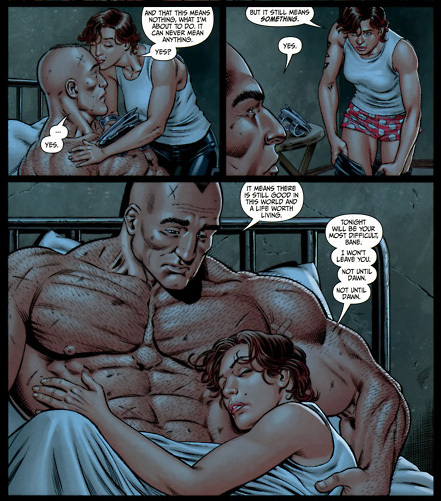 AND THAT THIS MEANS
NOTHING, WHAT I'M
ABOUT TO DO. IT
CAN NEVER MEAN
ANYTHING.
YES?
...
YES.
BUT IT STILL MEANS
SOMETHING.
YES.
IT MEANS THERE
IS STILL GOOD IN
THIS WORLD AND
A LIFE WORTH
LIVING.
TONIGHT
WILL BE YOUR
MOST DIFFICULT,
BANE.
I WON'T
LEAVE YOU.
NOT UNTIL
DAWN.
NOT UNTIL
DAWN.